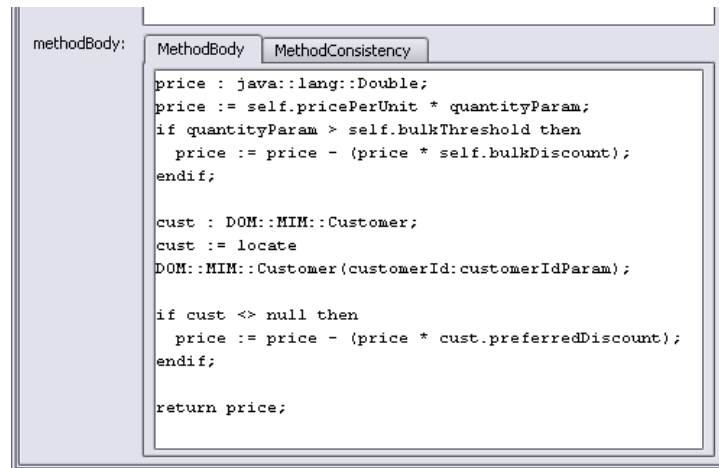 methodBody:
MethodBody MethodConsistency
price : java::lang::Double;
price := self.pricePerUnit * quantityParam;
if quantityParam > self.bulkThreshold then
  price := price - (price * self.bulkDiscount);
endif;
cust : DOM::MIM::Customer;
cust := locate
DOM::MIM::Customer(customerId:customerIdParam);
if cust <> null then
  price := price - (price * cust.preferredDiscount);
endif;
return price;